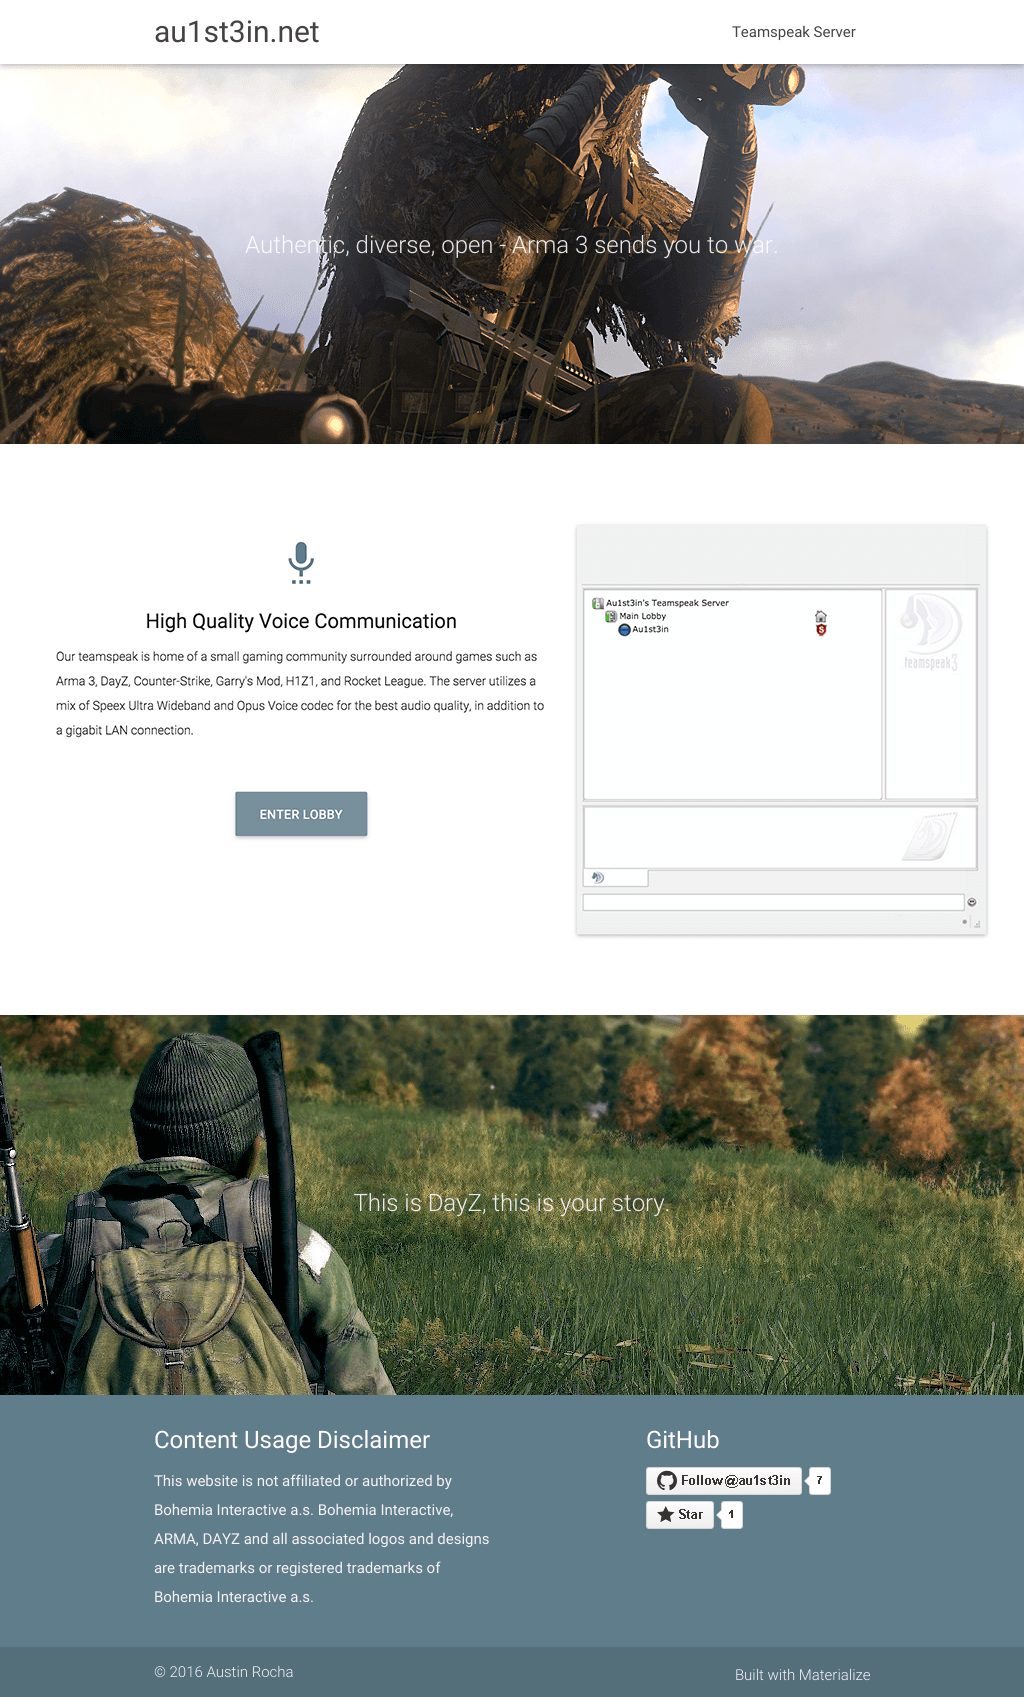 au1st3in.net
Teamspeak Server
Authentic, diverse, open - Arma 3 sends you to war.
High Quality Voice Communication
Our teamspeak is home of a small gaming community surrounded around games such as
Arma 3, DayZ, Counter-Strike, Garry's Mod, H1Z1, and Rocket League. The server utilizes a
mix of Speex Ultra Wideband and Opus Voice codec for the best audio quality, in addition to
a gigabit LAN connection.
ENTER LOBBY
Au1st3in's Teamspeak Server
Main Lobby
Au1st3in
teamspeak3
This is DayZ, this is your story.
Content Usage Disclaimer
This website is not affiliated or authorized by
Bohemia Interactive a.s. Bohemia Interactive,
ARMA, DAYZ and all associated logos and designs
are trademarks or registered trademarks of
Bohemia Interactive a.s.
GitHub
Follow @au1st3in 7
Star 1
© 2016 Austin Rocha
Built with Materialize